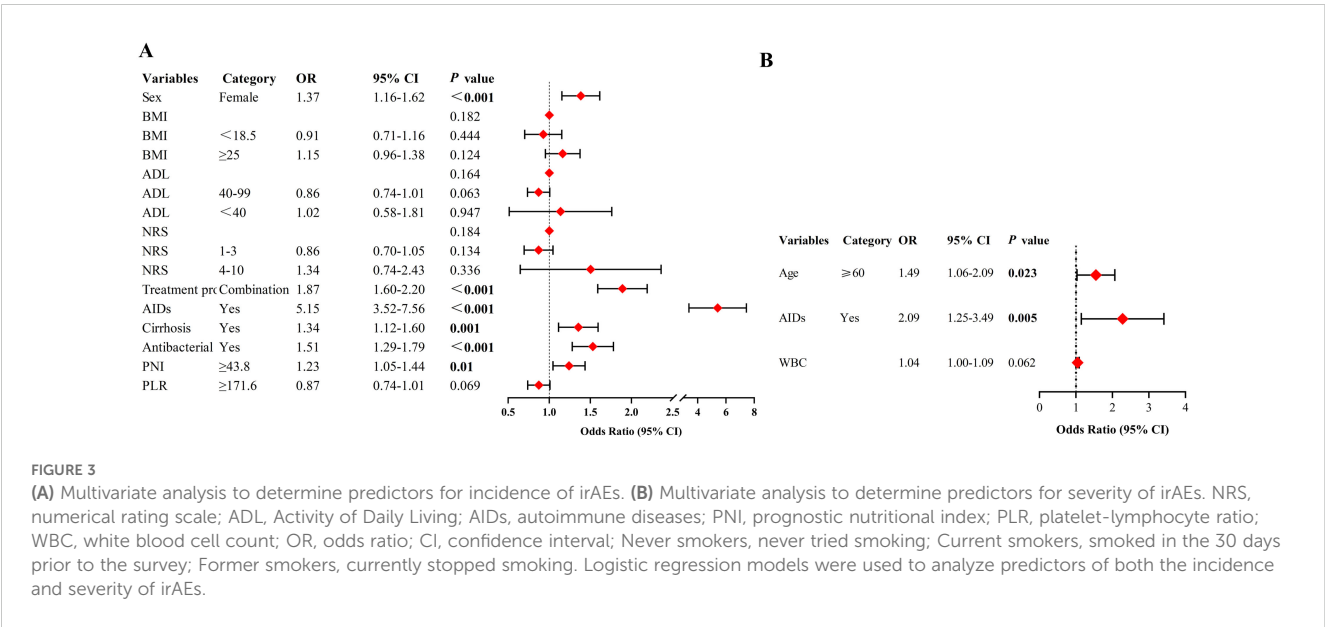 A
Variables Category OR 95% CI P value
Sex Female 1.37 1.16-1.62 <0.001
BMI 0.182
BMI <18.5 0.91 0.71-1.16 0.444
BMI ≥25 1.15 0.96-1.38 0.124
ADL 0.164
ADL 40-99 0.86 0.74-1.01 0.063
ADL <40 1.02 0.58-1.81 0.947
NRS 0.184
NRS 1-3 0.86 0.70-1.05 0.134
NRS 4-10 1.34 0.74-2.43 0.336
Treatment pro Combination 1.87 1.60-2.20 <0.001
AIDs Yes 5.15 3.52-7.56 <0.001
Cirrhosis Yes 1.34 1.12-1.60 0.001
Antibacterial Yes 1.51 1.29-1.79 <0.001
PNI ≥43.8 1.23 1.05-1.44 0.01
PLR ≥171.6 0.87 0.74-1.01 0.069
0.5 1.0 1.5 2.0 2.5 4 6 8
Odds Ratio (95% CI)
B
Variables Category OR 95% CI P value
Age ≥60 1.49 1.06-2.09 0.023
AIDs Yes 2.09 1.25-3.49 0.005
WBC 1.04 1.00-1.09 0.062
0 1 2 3 4
Odds Ratio (95% CI)
FIGURE 3
(A) Multivariate analysis to determine predictors for incidence of irAEs. (B) Multivariate analysis to determine predictors for severity of irAEs. NRS,
numerical rating scale; ADL, Activity of Daily Living; AIDs, autoimmune diseases; PNI, prognostic nutritional index; PLR, platelet-lymphocyte ratio;
WBC, white blood cell count; OR, odds ratio; CI, confidence interval; Never smokers, never tried smoking; Current smokers, smoked in the 30 days
prior to the survey; Former smokers, currently stopped smoking. Logistic regression models were used to analyze predictors of both the incidence
and severity of irAEs.